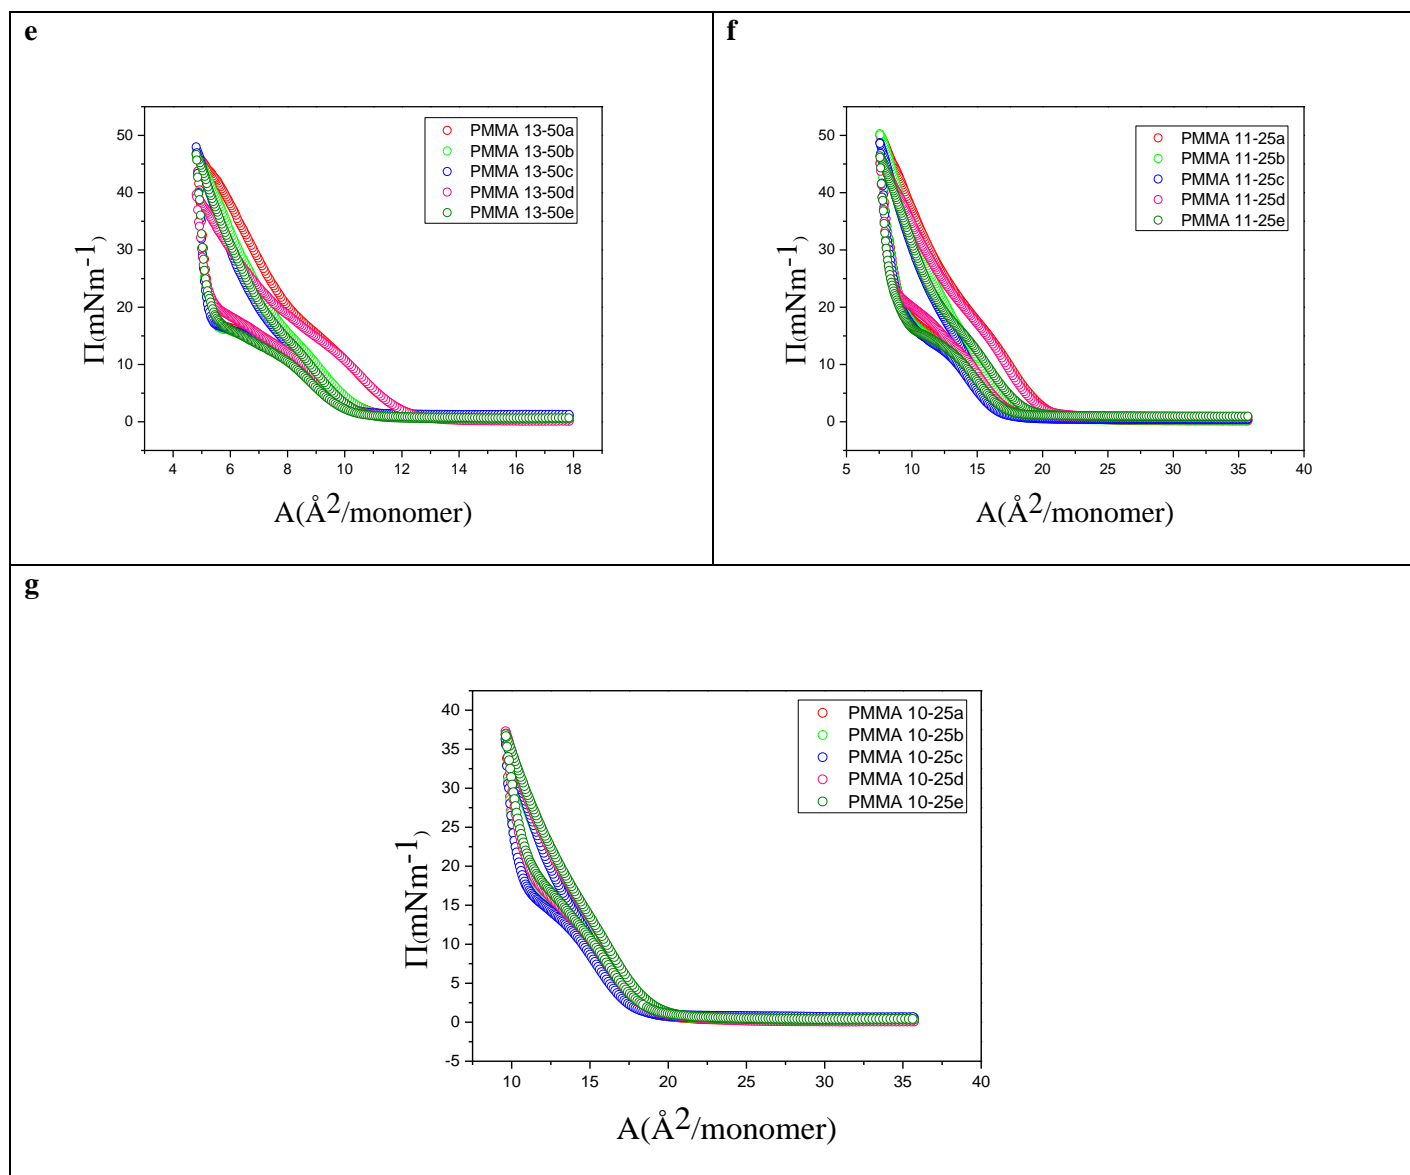 e
PMMA 13-50a
PMMA 13-50b
PMMA 13-50c
PMMA 13-50d
PMMA 13-50e
Π(mNm⁻¹)
50
40
30
20
10
0
4 6 8 10 12 14 16 18
A(Å²/monomer)
f
PMMA 11-25a
PMMA 11-25b
PMMA 11-25c
PMMA 11-25d
PMMA 11-25e
Π(mNm⁻¹)
50
40
30
20
10
0
5 10 15 20 25 30 35 40
A(Å²/monomer)
g
PMMA 10-25a
PMMA 10-25b
PMMA 10-25c
PMMA 10-25d
PMMA 10-25e
Π(mNm⁻¹)
40
35
30
25
20
15
10
5
0
-5
10 15 20 25 30 35 40
A(Å²/monomer)